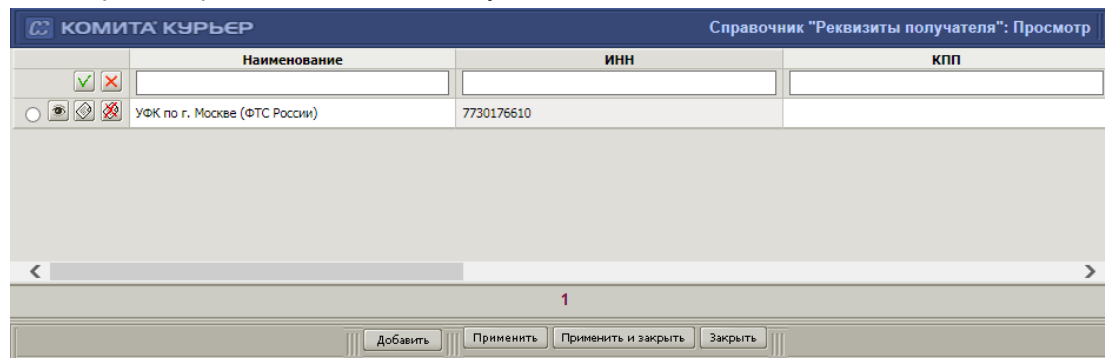 КОМИТА КУРЬЕР
Справочник "Реквизиты получателя": Просмотр
Наименование ИНН КПП
УФК по г. Москве (ФТС России) 7730176610
1
Добавить Применить Применить и закрыть Закрыть